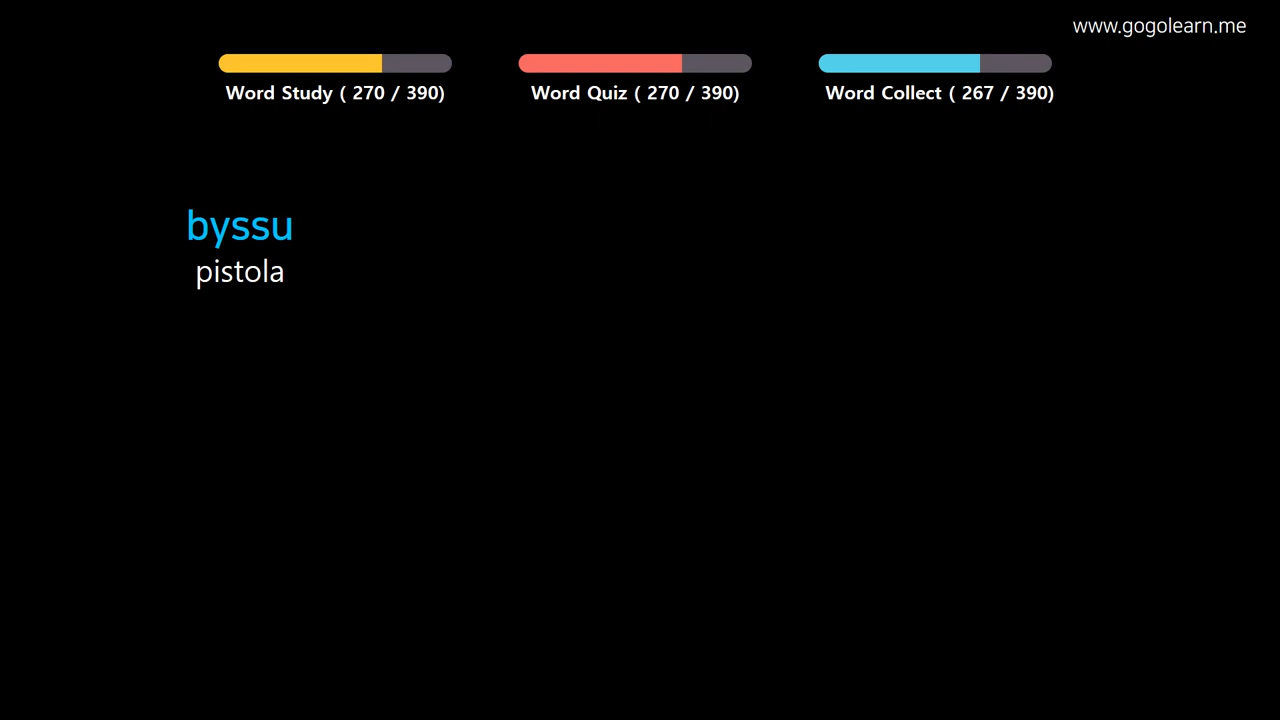 www.gogolearn.me
Word Study ( 270 / 390)
Word Quiz ( 270 / 390)
Word Collect ( 267 / 390)
byssu
pistola